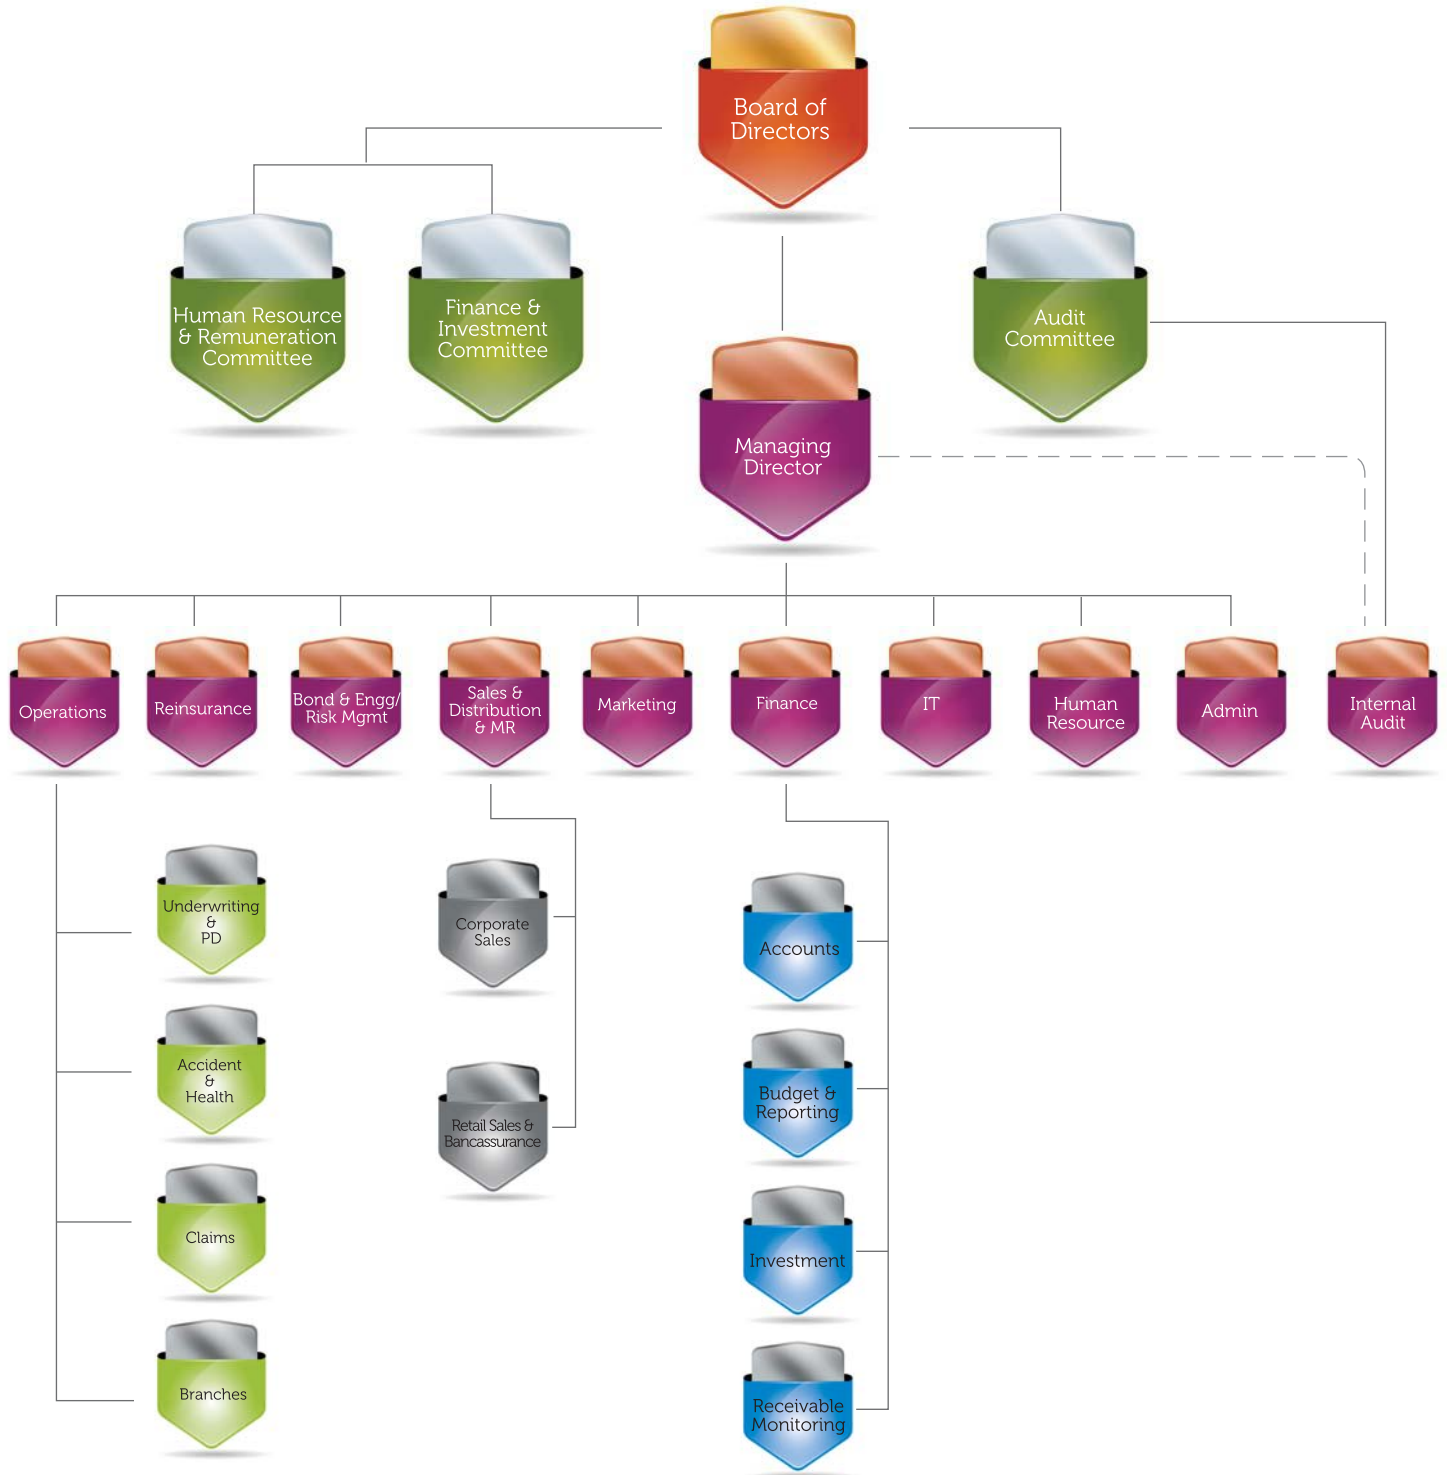 Board of
Directors
Human Resource
& Remuneration
Committee
Finance &
Investment
Committee
Audit
Committee
Managing
Director
Operations
Reinsurance
Bond & Engg/
Risk Mgmt
Sales &
Distribution
& MR
Marketing
Finance
IT
Human
Resource
Admin
Internal
Audit
Underwriting
&
PD
Accident
&
Health
Claims
Branches
Corporate
Sales
Retail Sales &
Bancassurance
Accounts
Budget &
Reporting
Investment
Receivable
Monitoring